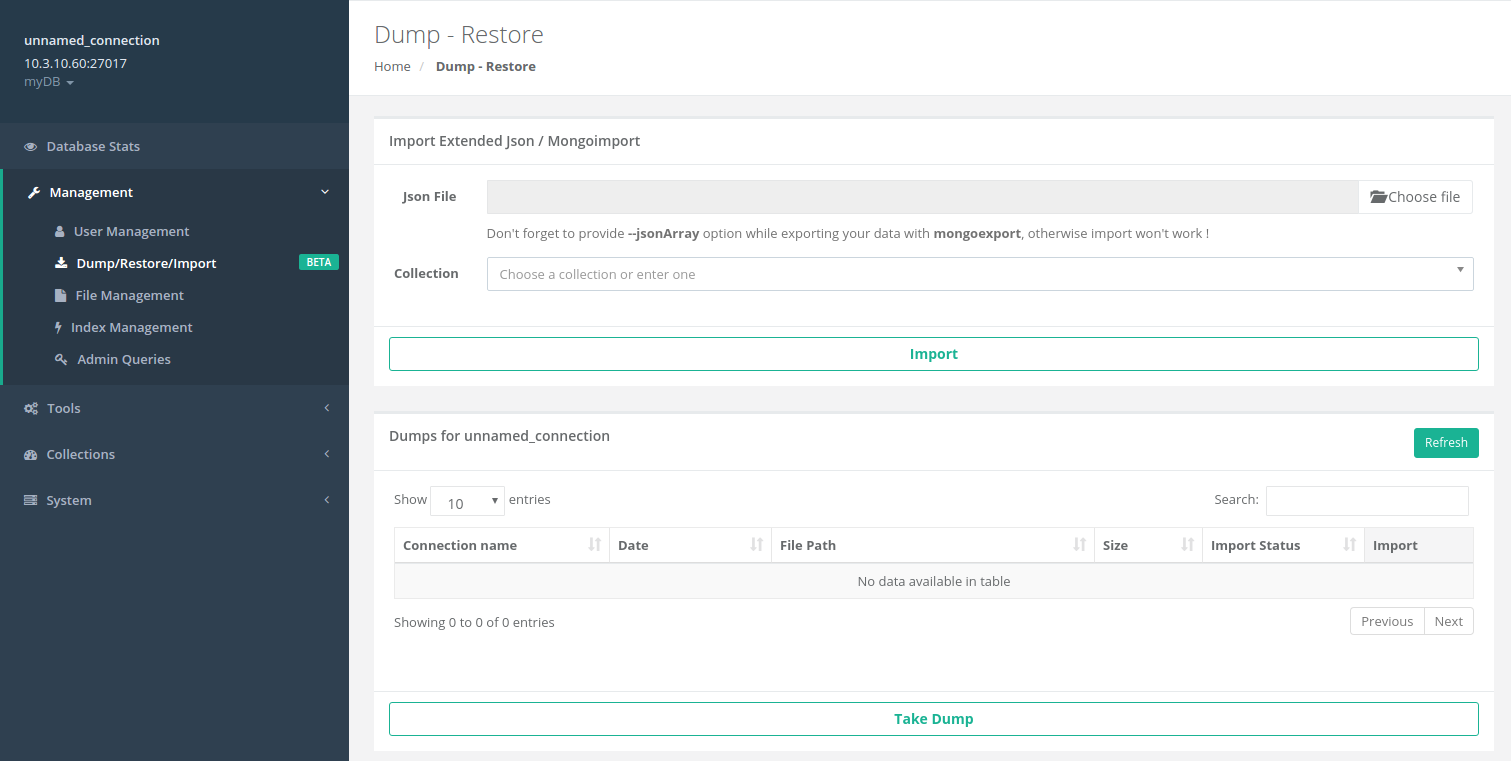 unnamed_connection
10.3.10.60:27017
myDB
Database Stats
Management
User Management
Dump/Restore/Import BETA
File Management
Index Management
Admin Queries
Tools
Collections
System
Dump - Restore
Home / Dump - Restore
Import Extended Json / Mongoimport
Json File Choose file
Don't forget to provide --jsonArray option while exporting your data with mongoexport, otherwise import won't work !
Collection Choose a collection or enter one
Import
Dumps for unnamed_connection Refresh
Show 10 entries Search:
Connection name Date File Path Size Import Status Import
No data available in table
Showing 0 to 0 of 0 entries Previous Next
Take Dump